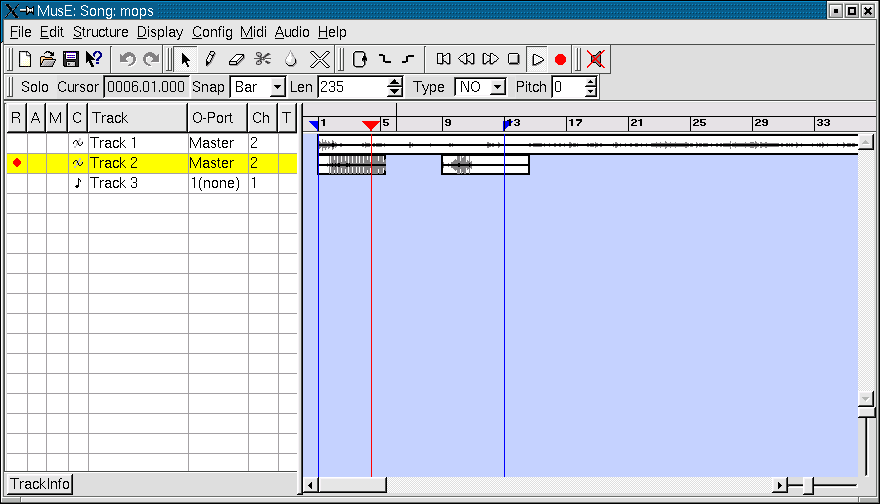 MusE: Song: mops
File Edit Structure Display Config Midi Audio Help
Solo Cursor 0006.01.000 Snap Bar Len 235 Type NO Pitch 0
R A M C Track O-Port Ch T
1 5 9 13 17 21 25 29 33
Track 1 Master 2
Track 2 Master 2
Track 3 1(none) 1
TrackInfo